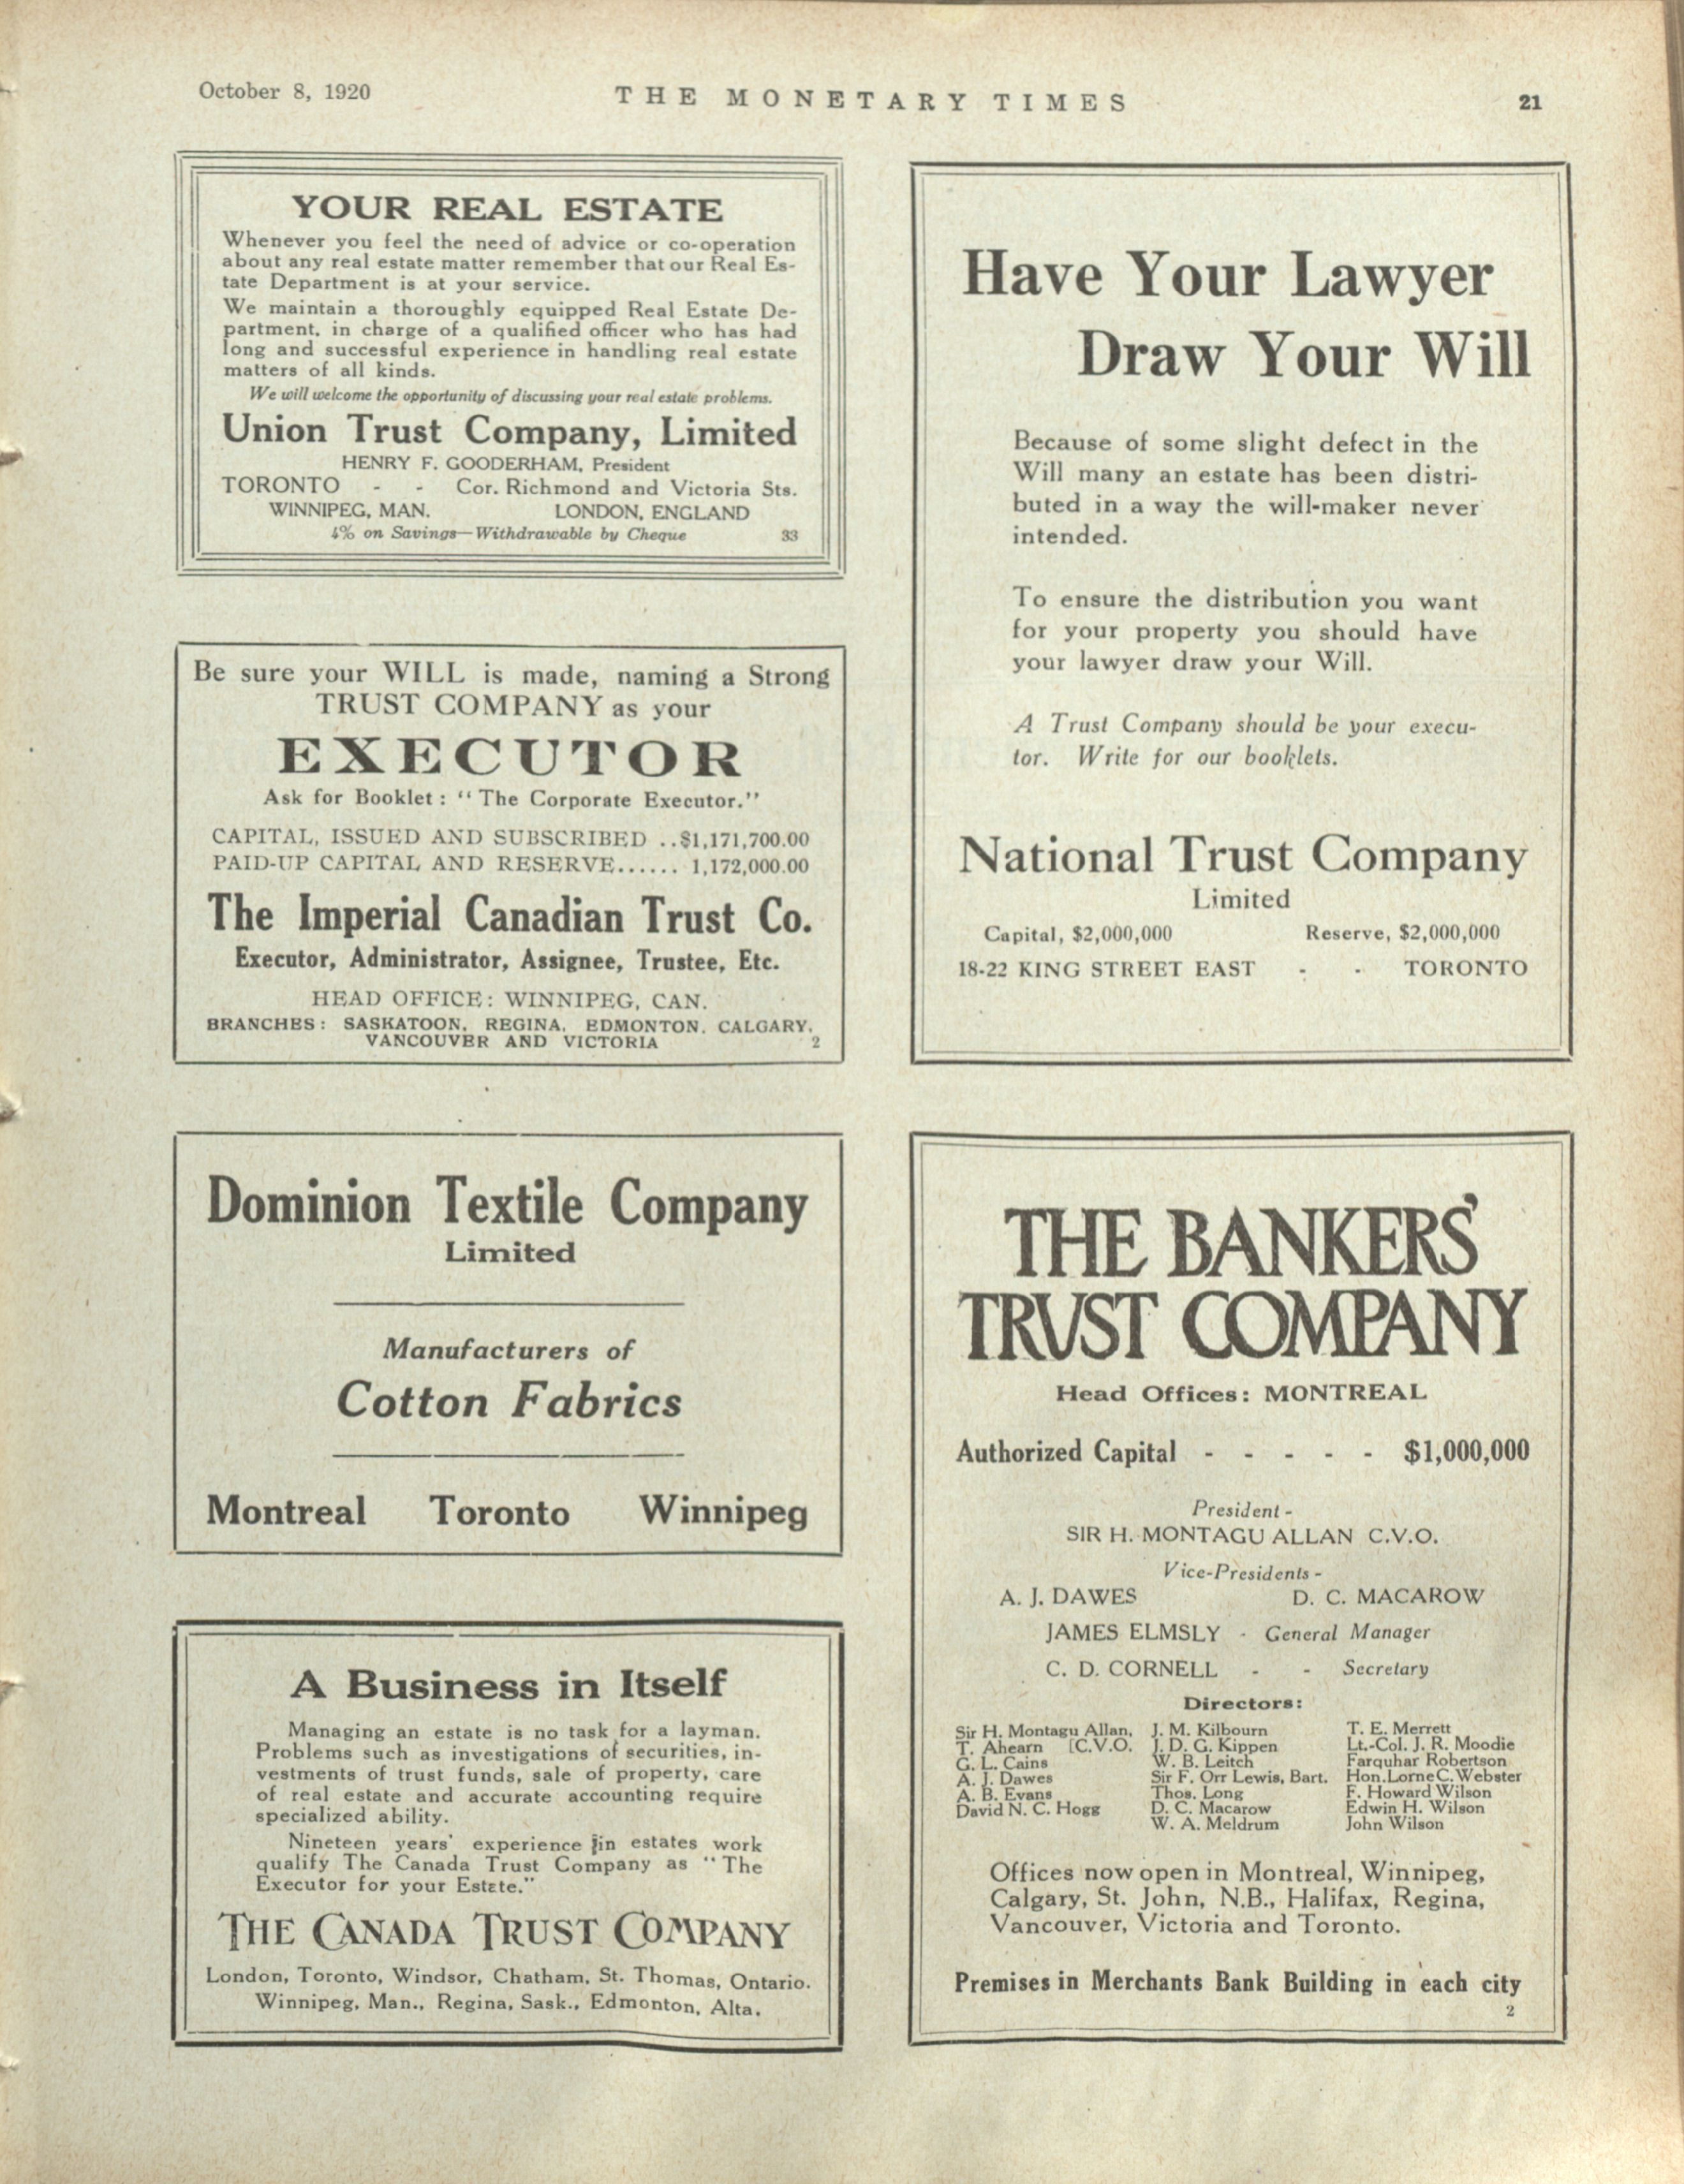 October 8, 1920
THE MONETARY TIMES
21
YOUR REAL ESTATE
Whenever you feel the need of advice or co-operation
about any real estate matter remember that our Real Es-
tate Department is at your service.
We maintain a thoroughly equipped Real Estate De-
partment, in charge of a qualified officer who has had
long and successful experience in handling real estate
matters of all kinds.
We will welcome the opportunity of discussing your real estate problems.
Union Trust Company, Limited
HENRY F. GOODERHAM, President
TORONTO - - Cor. Richmond and Victoria Sts.
WINNIPEG, MAN. LONDON, ENGLAND
4% on Savings—Withdrawable by Cheque 33
Be sure your WILL is made, naming a Strong
TRUST COMPANY as your
EXECUTOR
Ask for Booklet: "The Corporate Executor."
CAPITAL, ISSUED AND SUBSCRIBED ..$1,171,700.00
PAID-UP CAPITAL AND RESERVE...... 1,172,000.00
The Imperial Canadian Trust Co.
Executor, Administrator, Assignee, Trustee, Etc.
HEAD OFFICE: WINNIPEG, CAN.
BRANCHES: SASKATOON, REGINA, EDMONTON, CALGARY,
VANCOUVER AND VICTORIA 2
Dominion Textile Company
Limited
Manufacturers of
Cotton Fabrics
Montreal Toronto Winnipeg
A Business in Itself
Managing an estate is no task for a layman.
Problems such as investigations of securities, in-
vestments of trust funds, sale of property, care
of real estate and accurate accounting require
specialized ability.
Nineteen years' experience in estates work
qualify The Canada Trust Company as "The
Executor for your Estate."
THE CANADA TRUST COMPANY
London, Toronto, Windsor, Chatham, St. Thomas, Ontario.
Winnipeg, Man., Regina, Sask., Edmonton, Alta.
Have Your Lawyer
Draw Your Will
Because of some slight defect in the
Will many an estate has been distri-
buted in a way the will-maker never
intended.
To ensure the distribution you want
for your property you should have
your lawyer draw your Will.
A Trust Company should be your execu-
tor. Write for our booklets.
National Trust Company
Limited
Capital, $2,000,000 Reserve, $2,000,000
18-22 KING STREET EAST - - TORONTO
THE BANKERS'
TRVST COMPANY
Head Offices: MONTREAL
Authorized Capital - - - - - $1,000,000
President -
SIR H. MONTAGU ALLAN C.V.O.
Vice-Presidents -
A. J. DAWES D. C. MACAROW
JAMES ELMSLY - General Manager
C. D. CORNELL - - Secretary
Directors:
Sir H. Montagu Allan, J. M. Kilbourn T. E. Merrett
T. Ahearn [C.V.O. J. D. G. Kippen Lt.-Col. J. R. Moodie
G. L. Cains W. B. Leitch Farquhar Robertson
A. J. Dawes Sir F. Orr Lewis, Bart. Hon. Lorne C. Webster
A. B. Evans Thos. Long F. Howard Wilson
David N. C. Hogg D. C. Macarow Edwin H. Wilson
W. A. Meldrum John Wilson
Offices now open in Montreal, Winnipeg,
Calgary, St. John, N.B., Halifax, Regina,
Vancouver, Victoria and Toronto.
Premises in Merchants Bank Building in each city
2